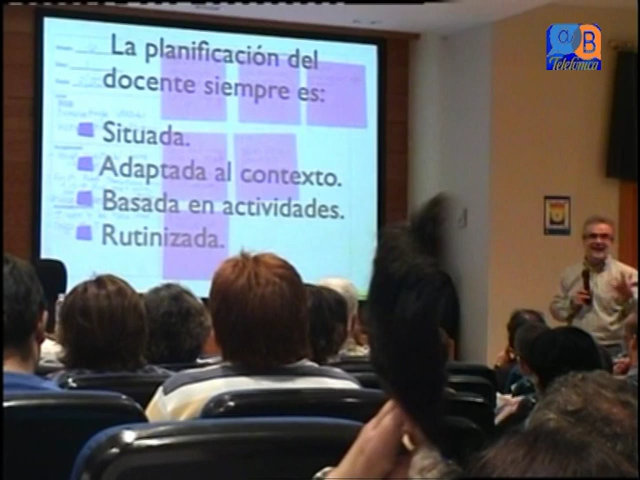 La planificación del
docente siempre es:
Situada.
Adaptada al contexto.
Basada en actividades.
Rutinizada.
a B
Telefónica